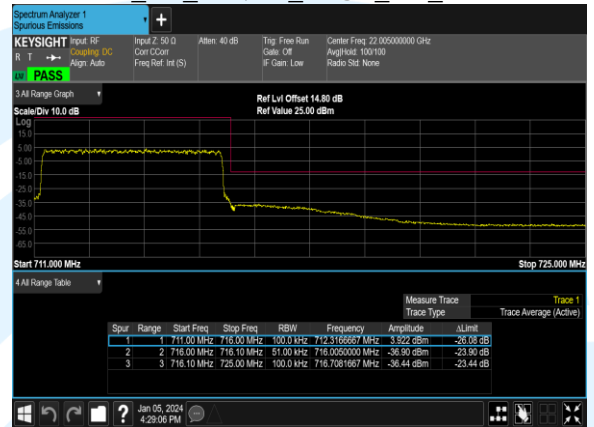 Spectrum Analyzer 1
Spurious Emissions
KEYSIGHT Input: RF Input Z: 50 Ω Atten: 40 dB Trig: Free Run Center Freq: 22.005000000 GHz
R T Coupling: DC Corr CCorr Gate: Off Avg|Hold: 100/100
Align: Auto Freq Ref: Int (S) IF Gain: Low Radio Std: None
LW PASS
3 All Range Graph
Ref Lvl Offset 14.80 dB
Scale/Div 10.0 dB Ref Value 25.00 dBm
Log
15.0
5.00
-5.00
-15.0
-25.0
-35.0
-45.0
-55.0
-65.0
Start 711.000 MHz Stop 725.000 MHz
4 All Range Table
Measure Trace Trace 1
Trace Type Trace Average (Active)
Spur Range Start Freq Stop Freq RBW Frequency Amplitude ΔLimit
1 1 711.00 MHz 716.00 MHz 100.0 kHz 712.3166667 MHz 3.922 dBm -26.08 dB
2 2 716.00 MHz 716.10 MHz 51.00 kHz 716.0050000 MHz -36.90 dBm -23.90 dB
3 3 716.10 MHz 725.00 MHz 100.0 kHz 716.7081667 MHz -36.44 dBm -23.44 dB
Jan 05, 2024
4:29:06 PM